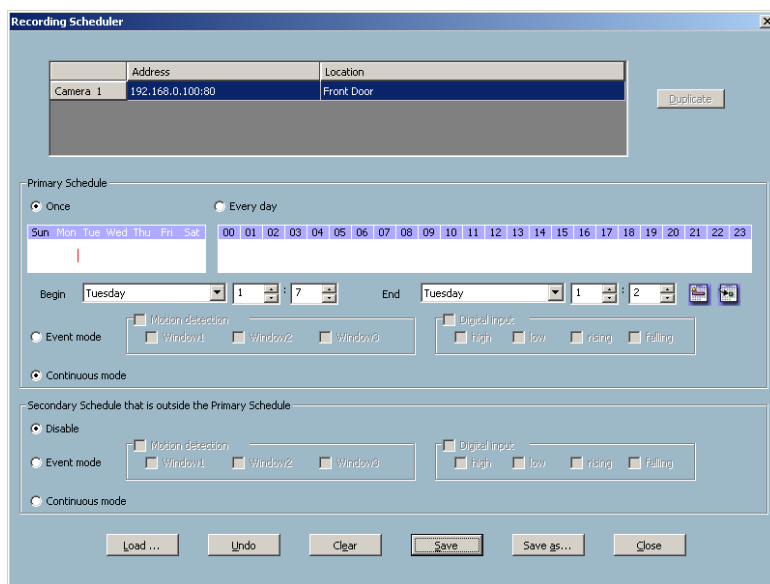 Recording Scheduler
Address Location
Camera 1 192.168.0.100:80 Front Door
Duplicate
Primary Schedule
Once Every day
Sun Mon Tue Wed Thu Fri Sat 00 01 02 03 04 05 06 07 08 09 10 11 12 13 14 15 16 17 18 19 20 21 22 23
Begin Tuesday 1 : 7 End Tuesday 1 : 2
Motion detection Digital input
Event mode Window1 Window2 Window3 high low rising falling
Continuous mode
Secondary Schedule that is outside the Primary Schedule
Disable
Motion detection Digital input
Event mode Window1 Window2 Window3 high low rising falling
Continuous mode
Load ... Undo Clear Save Save as... Close